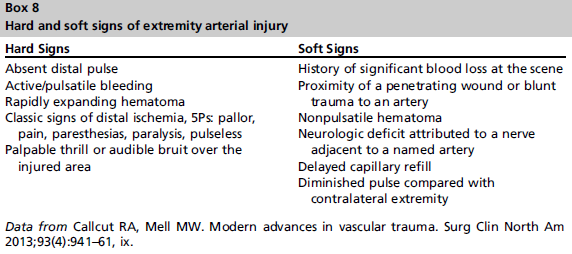 Box 8
Hard and soft signs of extremity arterial injury
Hard Signs
Absent distal pulse
Active/pulsatile bleeding
Rapidly expanding hematoma
Classic signs of distal ischemia, 5Ps: pallor,
pain, paresthesias, paralysis, pulseless
Palpable thrill or audible bruit over the
injured area
Soft Signs
History of significant blood loss at the scene
Proximity of a penetrating wound or blunt
trauma to an artery
Nonpulsatile hematoma
Neurologic deficit attributed to a nerve
adjacent to a named artery
Delayed capillary refill
Diminished pulse compared with
contralateral extremity
Data from Callcut RA, Mell MW. Modern advances in vascular trauma. Surg Clin North Am
2013;93(4):941–61, ix.